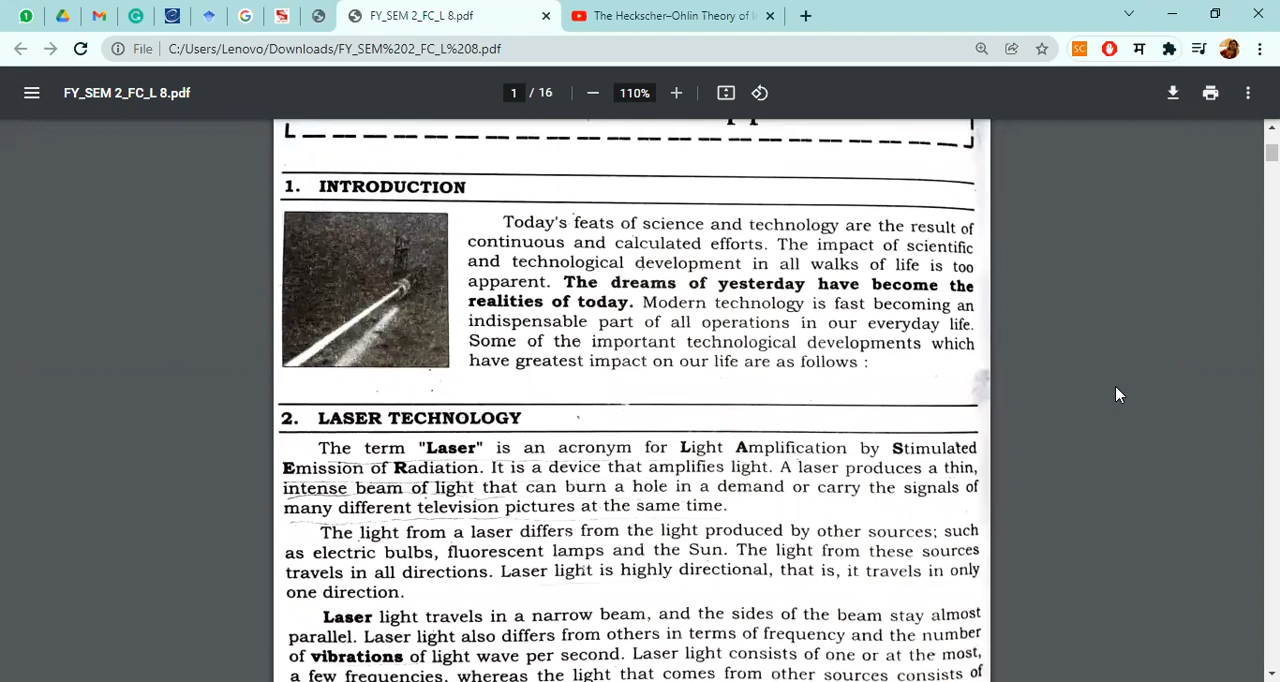 FY_SEM 2_FC_L 8.pdf
The Heckscher–Ohlin Theory of I
File
C:/Users/Lenovo/Downloads/FY_SEM%202_FC_L%208.pdf
SC
FY_SEM 2_FC_L 8.pdf
1 / 16
110%
1. INTRODUCTION
Today's feats of science and technology are the result of
continuous and calculated efforts. The impact of scientific
and technological development in all walks of life is too
apparent. The dreams of yesterday have become the
realities of today. Modern technology is fast becoming an
indispensable part of all operations in our everyday life.
Some of the important technological developments which
have greatest impact on our life are as follows :
2. LASER TECHNOLOGY
The term "Laser" is an acronym for Light Amplification by Stimulated
Emission of Radiation. It is a device that amplifies light. A laser produces a thin,
intense beam of light that can burn a hole in a demand or carry the signals of
many different television pictures at the same time.
The light from a laser differs from the light produced by other sources; such
as electric bulbs, fluorescent lamps and the Sun. The light from these sources
travels in all directions. Laser light is highly directional, that is, it travels in only
one direction.
Laser light travels in a narrow beam, and the sides of the beam stay almost
parallel. Laser light also differs from others in terms of frequency and the number
of vibrations of light wave per second. Laser light consists of one or at the most,
a few frequencies, whereas the light that comes from other sources consists of